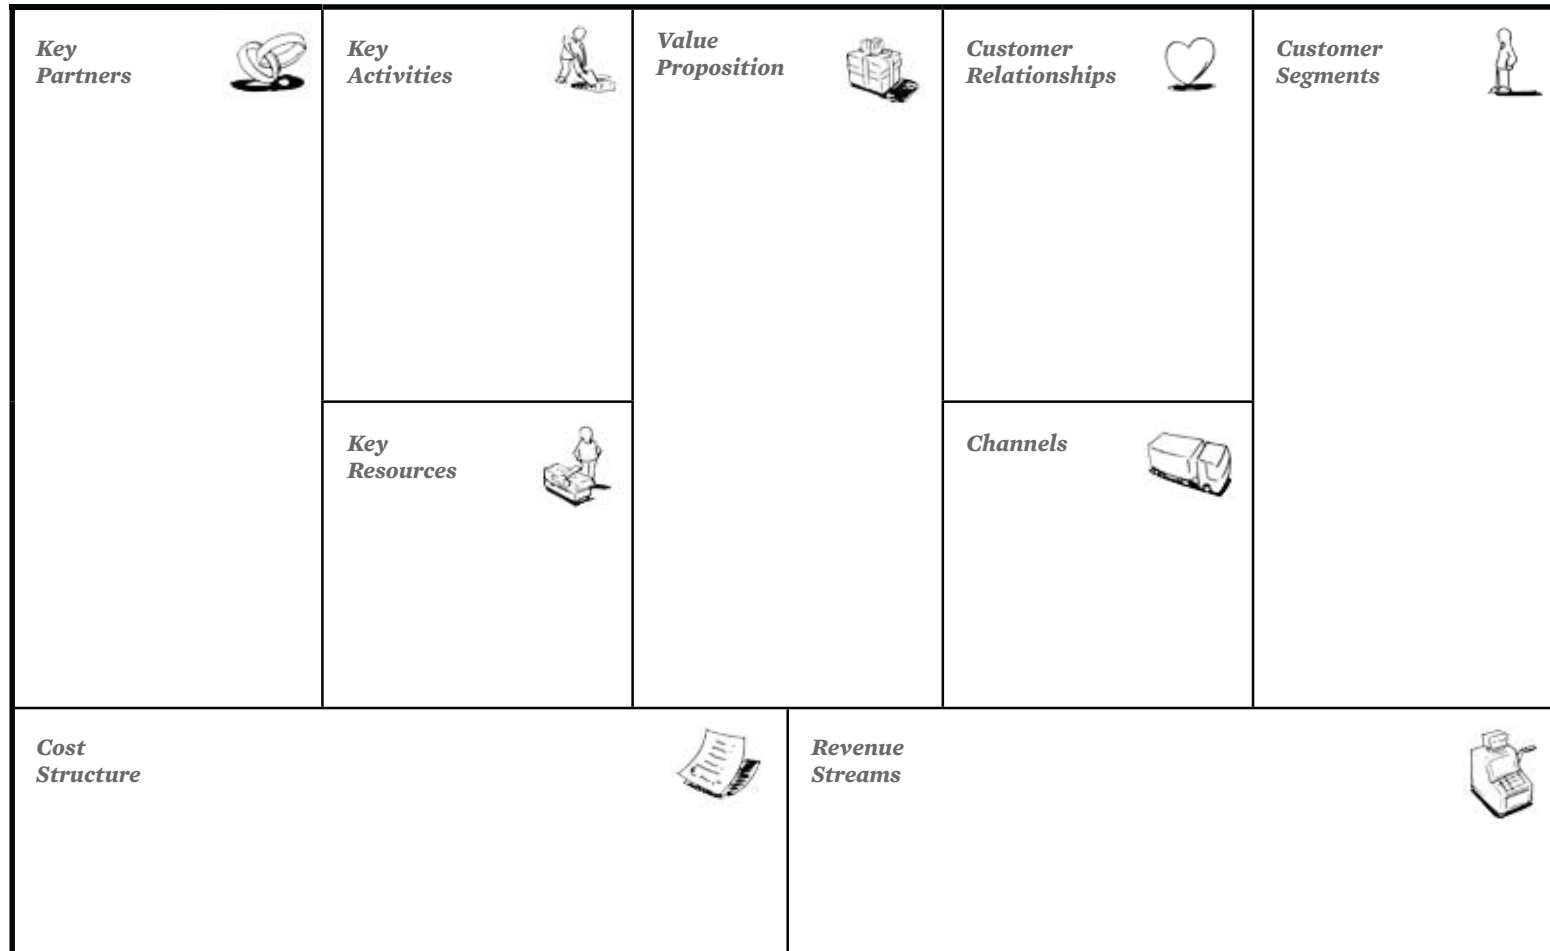 Key
Partners
Key
Activities
Value
Proposition
Customer
Relationships
Customer
Segments
Key
Resources
Channels
Cost
Structure
Revenue
Streams